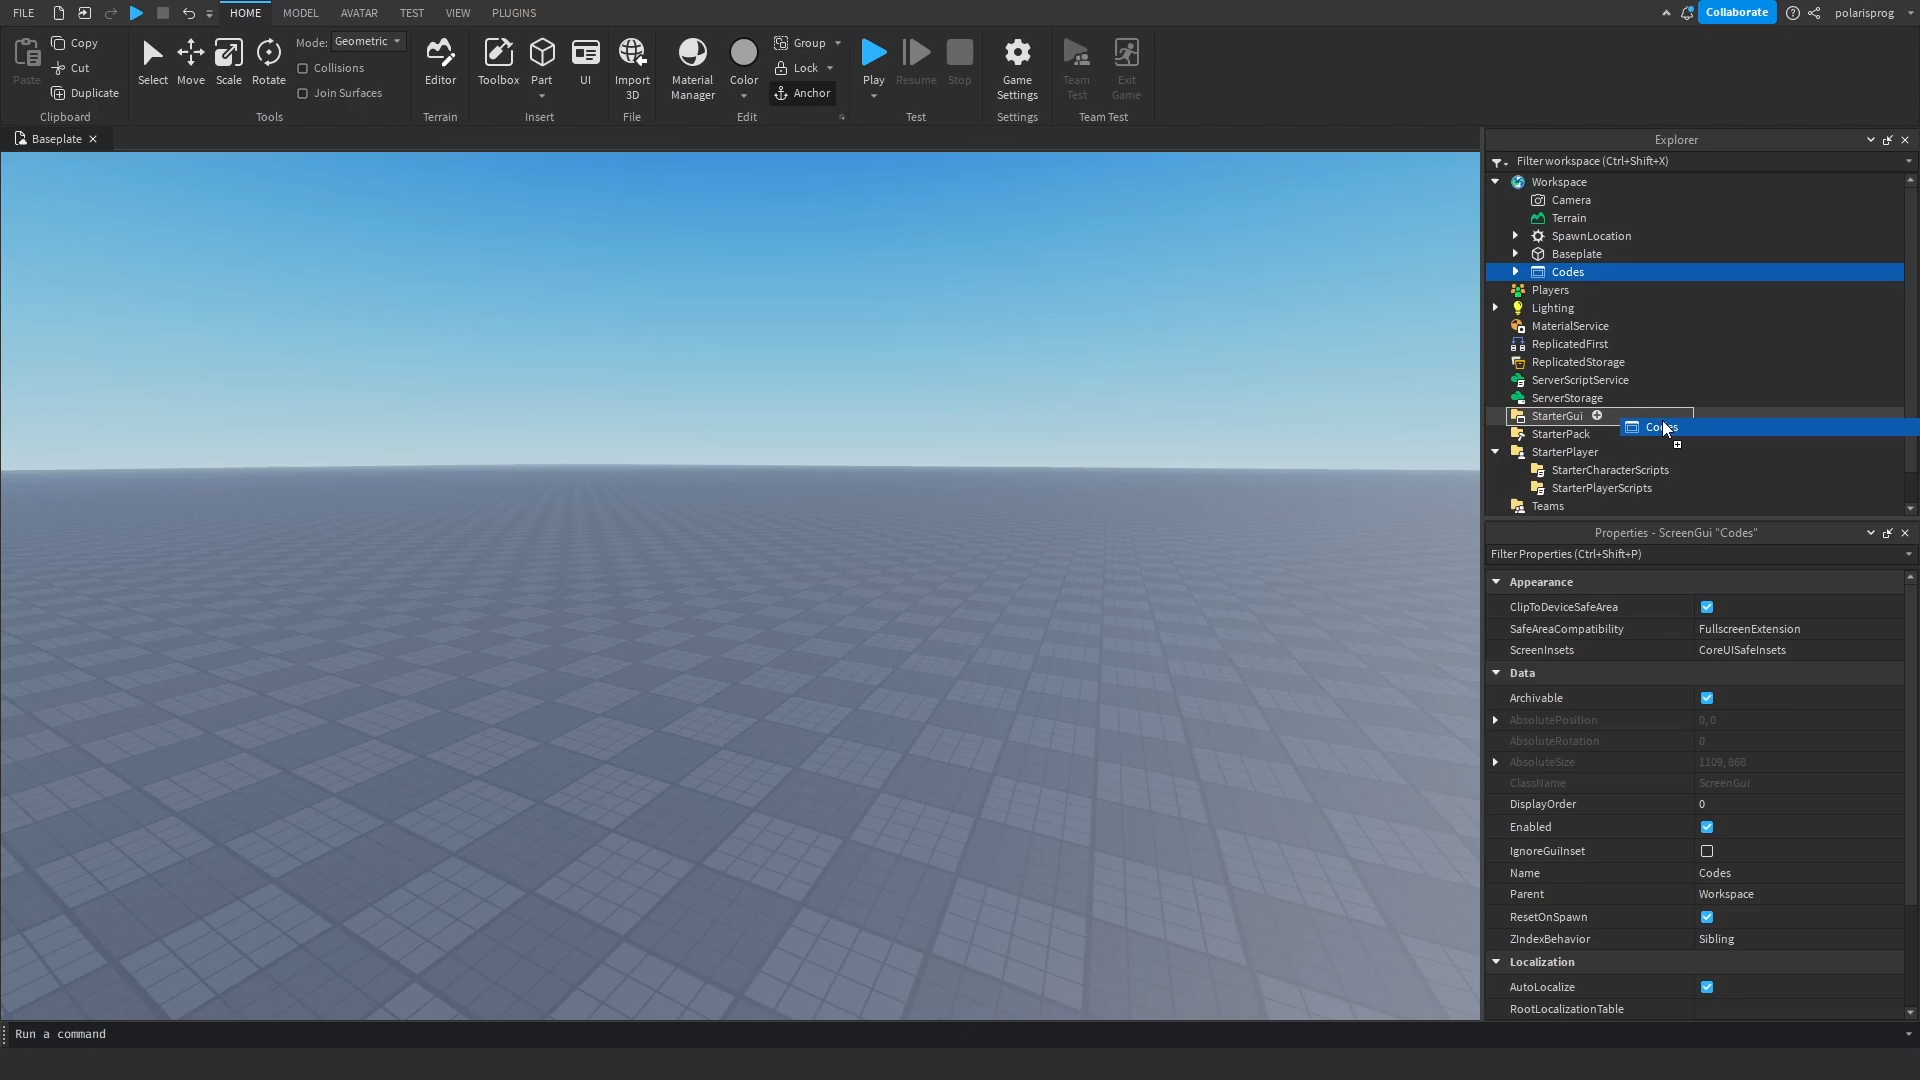 FILE HOME MODEL AVATAR TEST VIEW PLUGINS Collaborate polarisprog
Copy
Cut
Duplicate
Paste
Clipboard
Select Move Scale Rotate
Mode: Geometric
Collisions
Join Surfaces
Tools
Editor
Terrain
Toolbox Part UI
Insert
Import
3D
File
Material
Manager
Color
Group
Lock
Anchor
Edit
Play Resume Stop
Test
Game
Settings
Settings
Team
Test
Exit
Game
Team Test
Baseplate
Explorer
Filter workspace (Ctrl+Shift+X)
Workspace
Camera
Terrain
SpawnLocation
Baseplate
Codes
Players
Lighting
MaterialService
ReplicatedFirst
ReplicatedStorage
ServerScriptService
ServerStorage
StarterGui
Codes
StarterPack
StarterPlayer
StarterCharacterScripts
StarterPlayerScripts
Teams
Properties - ScreenGui "Codes"
Filter Properties (Ctrl+Shift+P)
Appearance
ClipToDeviceSafeArea
SafeAreaCompatibility FullscreenExtension
ScreenInsets CoreUISafeInsets
Data
Archivable
AbsolutePosition 0, 0
AbsoluteRotation 0
AbsoluteSize 1109, 868
ClassName ScreenGui
DisplayOrder 0
Enabled
IgnoreGuiInset
Name Codes
Parent Workspace
ResetOnSpawn
ZIndexBehavior Sibling
Localization
AutoLocalize
RootLocalizationTable
Run a command